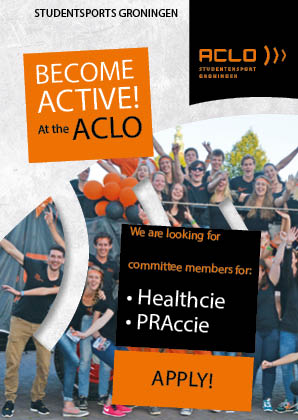 STUDENTSPORTS GRONINGEN
ACLO
STUDENTENSPORT
GRONINGEN
BECOME
ACTIVE!
At the ACLO
We are looking for
committee members for:
• Healthcie
• PRAccie
APPLY!